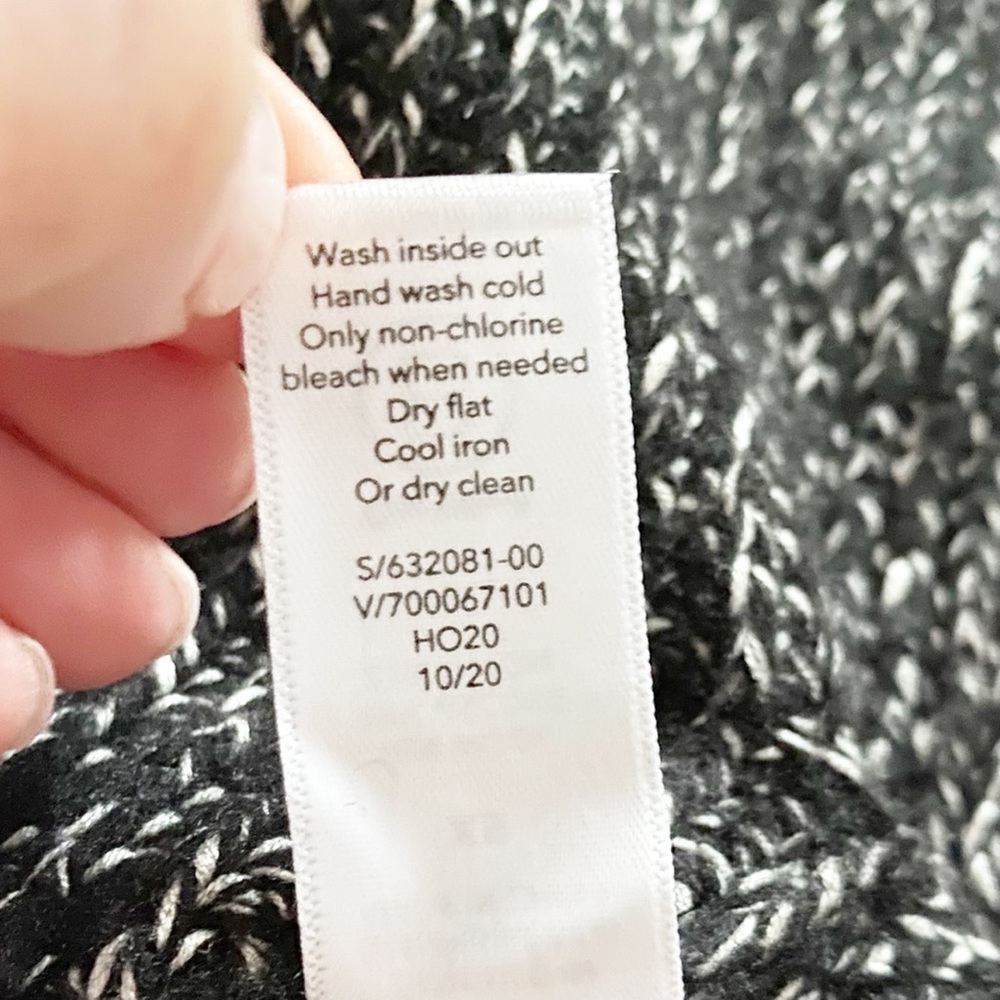 Wash inside out
Hand wash cold
Only non-chlorine
bleach when needed
Dry flat
Cool iron
Or dry clean
S/632081-00
V/700067101
HO20
10/20